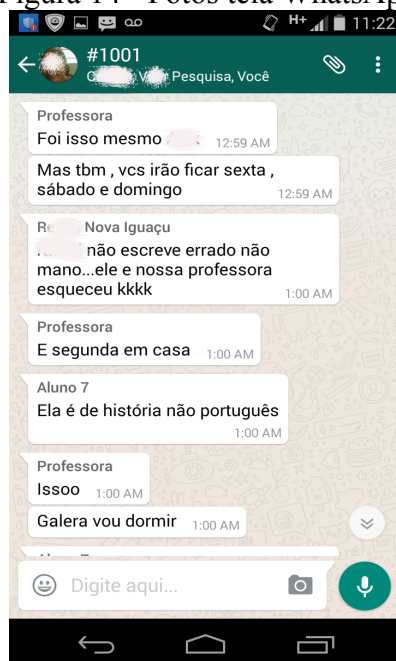 Figura 14 - Fotos tela WhatsAp
H+ 11:22
#1001
Pesquisa, Você
Professora
Foi isso mesmo 12:59 AM
Mas tbm , vcs irão ficar sexta ,
sábado e domingo 12:59 AM
Nova Iguaçu
não escreve errado não
mano...ele e nossa professora
esqueceu kkkk 1:00 AM
Professora
E segunda em casa 1:00 AM
Aluno 7
Ela é de história não português
1:00 AM
Professora
Issoo 1:00 AM
Galera vou dormir 1:00 AM
Digite aqui...